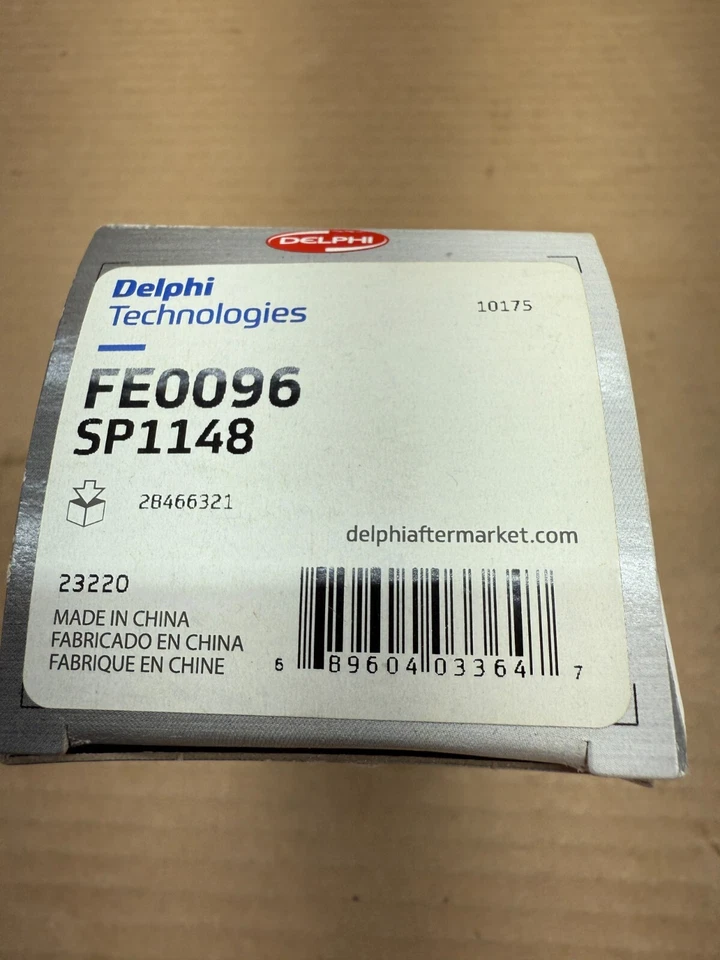 DELPHI
Delphi
Technologies
10175
FE0096
SP1148
28466321
delphiaftermarket.com
23220
MADE IN CHINA
FABRICADO EN CHINA
FABRIQUE EN CHINE
6 89604 03364 7